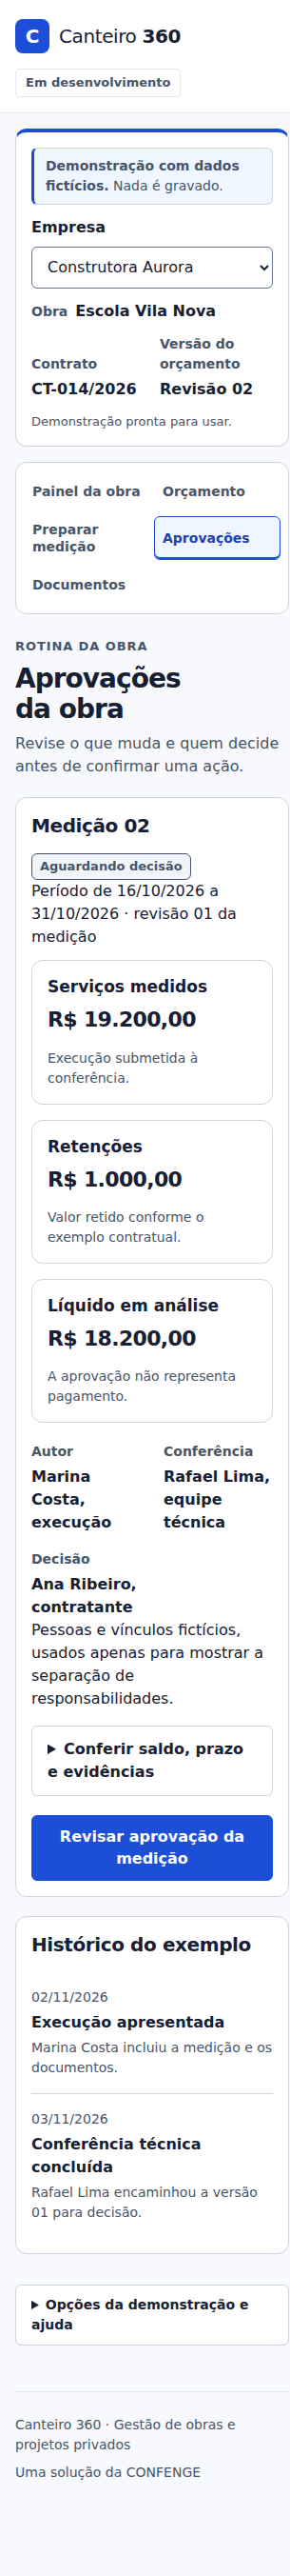 C Canteiro 360
Em desenvolvimento
Demonstração com dados
fictícios. Nada é gravado.
Empresa
Construtora Aurora
Obra Escola Vila Nova
Contrato
CT-014/2026
Versão do
orçamento
Revisão 02
Demonstração pronta para usar.
Painel da obra
Orçamento
Preparar
medição
Aprovações
Documentos
ROTINA DA OBRA
Aprovações
da obra
Revise o que muda e quem decide
antes de confirmar uma ação.
Medição 02
Aguardando decisão
Período de 16/10/2026 a
31/10/2026 · revisão 01 da
medição
Serviços medidos
R$ 19.200,00
Execução submetida à
conferência.
Retenções
R$ 1.000,00
Valor retido conforme o
exemplo contratual.
Líquido em análise
R$ 18.200,00
A aprovação não representa
pagamento.
Autor
Marina
Costa,
execução
Conferência
Rafael Lima,
equipe
técnica
Decisão
Ana Ribeiro,
contratante
Pessoas e vínculos fictícios,
usados apenas para mostrar a
separação de
responsabilidades.
Conferir saldo, prazo
e evidências
Revisar aprovação da
medição
Histórico do exemplo
02/11/2026
Execução apresentada
Marina Costa incluiu a medição e os
documentos.
03/11/2026
Conferência técnica
concluída
Rafael Lima encaminhou a versão
01 para decisão.
Opções da demonstração e
ajuda
Canteiro 360 · Gestão de obras e
projetos privados
Uma solução da CONFENGE